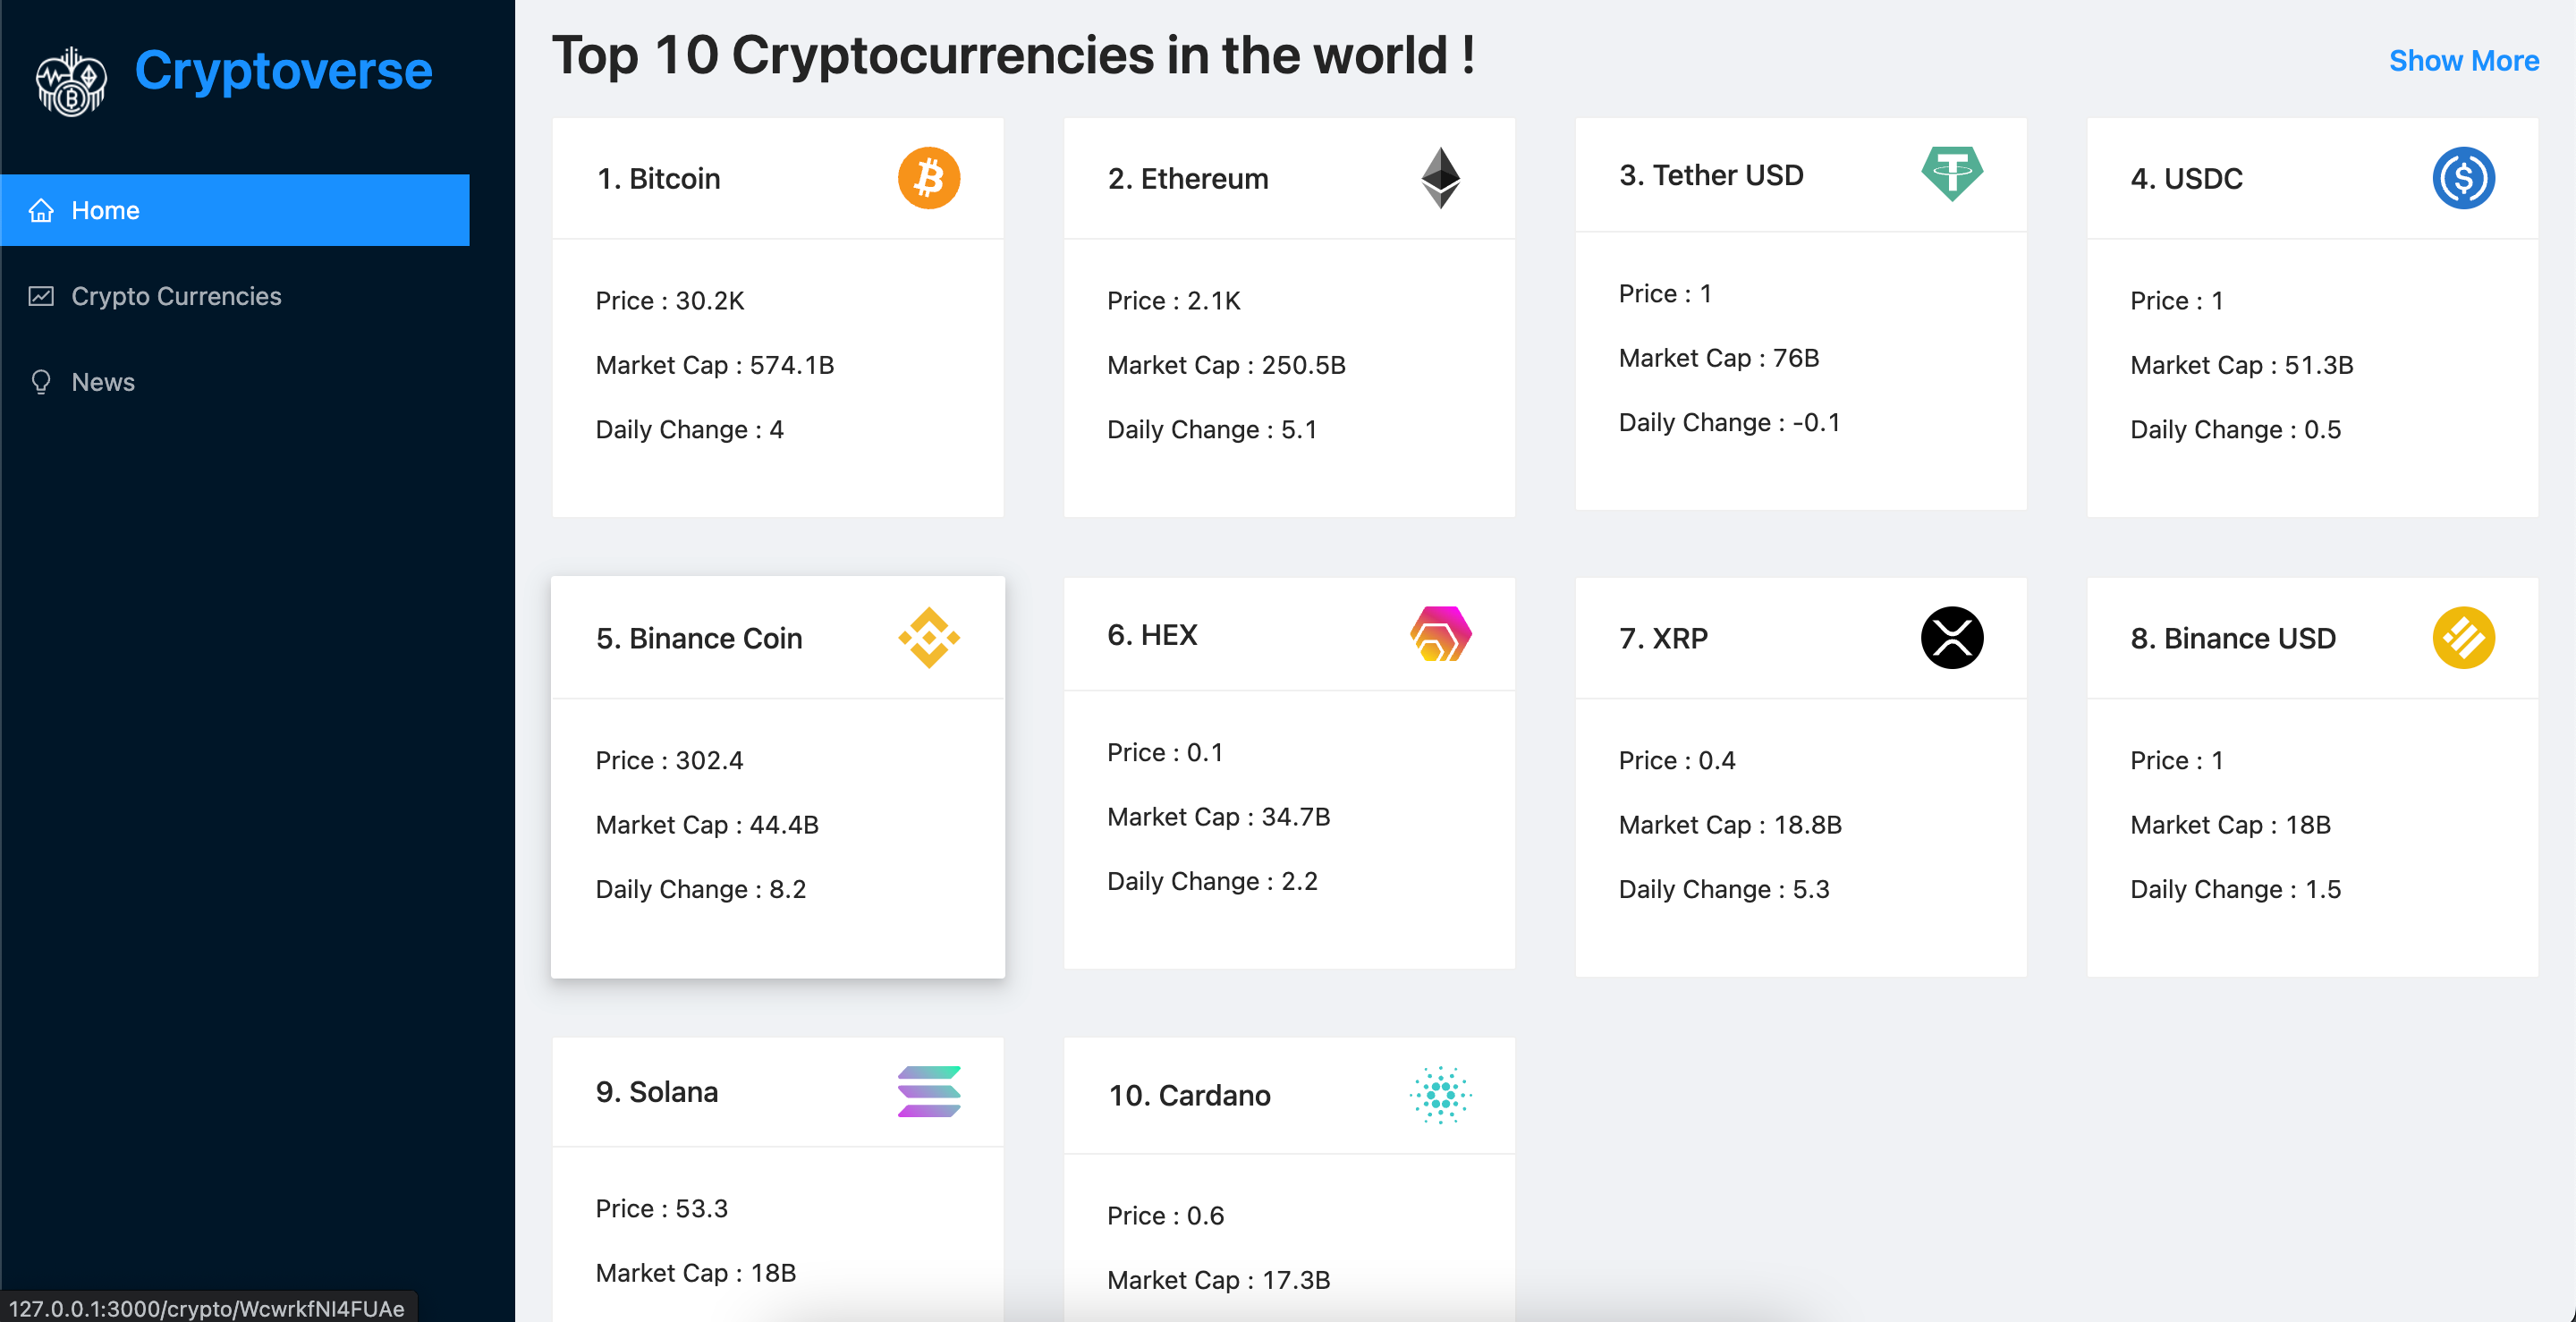 Cryptoverse
Home
Crypto Currencies
News
Top 10 Cryptocurrencies in the world !
Show More
1. Bitcoin
Price : 30.2K
Market Cap : 574.1B
Daily Change : 4
2. Ethereum
Price : 2.1K
Market Cap : 250.5B
Daily Change : 5.1
3. Tether USD
Price : 1
Market Cap : 76B
Daily Change : -0.1
4. USDC
Price : 1
Market Cap : 51.3B
Daily Change : 0.5
5. Binance Coin
Price : 302.4
Market Cap : 44.4B
Daily Change : 8.2
6. HEX
Price : 0.1
Market Cap : 34.7B
Daily Change : 2.2
7. XRP
Price : 0.4
Market Cap : 18.8B
Daily Change : 5.3
8. Binance USD
Price : 1
Market Cap : 18B
Daily Change : 1.5
9. Solana
Price : 53.3
Market Cap : 18B
10. Cardano
Price : 0.6
Market Cap : 17.3B
127.0.0.1:3000/crypto/WcwrkfNI4FUAe